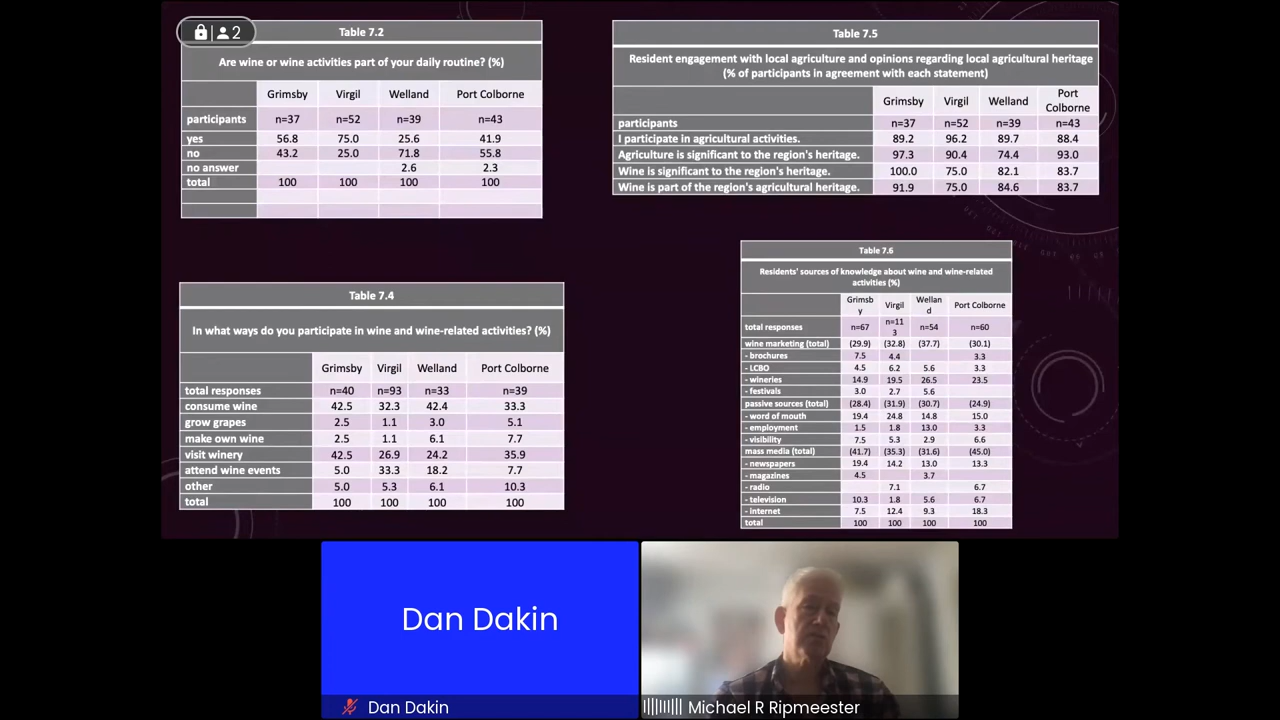 2
Table 7.2
Are wine or wine activities part of your daily routine? (%)
Grimsby Virgil Welland Port Colborne
participants n=37 n=52 n=39 n=43
yes 56.8 75.0 25.6 41.9
no 43.2 25.0 71.8 55.8
no answer 2.6 2.3
total 100 100 100 100
Table 7.5
Resident engagement with local agriculture and opinions regarding local agricultural heritage
(% of participants in agreement with each statement)
Grimsby Virgil Welland Port
Colborne
participants n=37 n=52 n=39 n=43
I participate in agricultural activities. 89.2 96.2 89.7 88.4
Agriculture is significant to the region's heritage. 97.3 90.4 74.4 93.0
Wine is significant to the region's heritage. 100.0 75.0 82.1 83.7
Wine is part of the region's agricultural heritage. 91.9 75.0 84.6 83.7
Table 7.4
In what ways do you participate in wine and wine-related activities? (%)
Grimsby Virgil Welland Port Colborne
total responses n=40 n=93 n=33 n=39
consume wine 42.5 32.3 42.4 33.3
grow grapes 2.5 1.1 3.0 5.1
make own wine 2.5 1.1 6.1 7.7
visit winery 42.5 26.9 24.2 35.9
attend wine events 5.0 33.3 18.2 7.7
other 5.0 5.3 6.1 10.3
total 100 100 100 100
Table 7.6
Residents' sources of knowledge about wine and wine-related
activities (%)
Grimsb Virgil Wellan Port Colborne
y d
total responses n=67 n=11 n=54 n=60
3
wine marketing (total) (29.9) (32.8) (37.7) (30.1)
- brochures 7.5 4.4 3.3
- LCBO 4.5 6.2 5.6 3.3
- wineries 14.9 19.5 26.5 23.5
- festivals 3.0 2.7 5.6
passive sources (total) (28.4) (31.9) (30.7) (24.9)
- word of mouth 19.4 24.8 14.8 15.0
- employment 1.5 1.8 13.0 3.3
- visibility 7.5 5.3 2.9 6.6
mass media (total) (41.7) (35.3) (31.6) (45.0)
- newspapers 19.4 14.2 13.0 13.3
- magazines 4.5 3.7
- radio 7.1 6.7
- television 10.3 1.8 5.6 6.7
- internet 7.5 12.4 9.3 18.3
total 100 100 100 100
Dan Dakin
Dan Dakin
Michael R Ripmeester